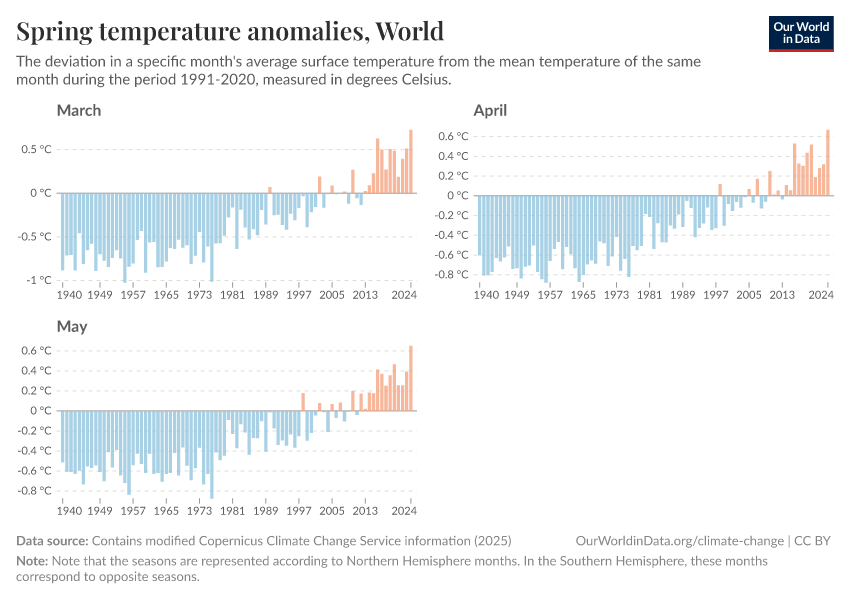 Spring temperature anomalies, World
Our World
in Data
The deviation in a specific month's average surface temperature from the mean temperature of the same
month during the period 1991-2020, measured in degrees Celsius.
March
0.5 °C
0 °C
-0.5 °C
-1 °C
1940 1949 1957 1965 1973 1981 1989 1997 2005 2013 2024
April
0.6 °C
0.4 °C
0.2 °C
0 °C
-0.2 °C
-0.4 °C
-0.6 °C
-0.8 °C
1940 1949 1957 1965 1973 1981 1989 1997 2005 2013 2024
May
0.6 °C
0.4 °C
0.2 °C
0 °C
-0.2 °C
-0.4 °C
-0.6 °C
-0.8 °C
1940 1949 1957 1965 1973 1981 1989 1997 2005 2013 2024
Data source: Contains modified Copernicus Climate Change Service information (2025)
OurWorldinData.org/climate-change | CC BY
Note: Note that the seasons are represented according to Northern Hemisphere months. In the Southern Hemisphere, these months
correspond to opposite seasons.